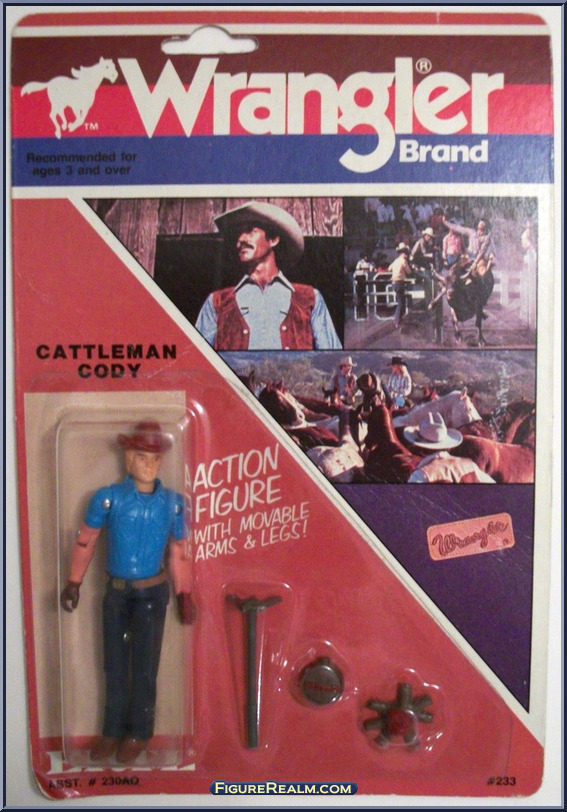 Wrangler®
Brand
TM
Recommended for
ages 3 and over
CATTLEMAN
CODY
ACTION
FIGURE
WITH MOVABLE
ARMS & LEGS!
Wrangler
®
ASST. # 230AO
#233
FIGUREREALM.COM